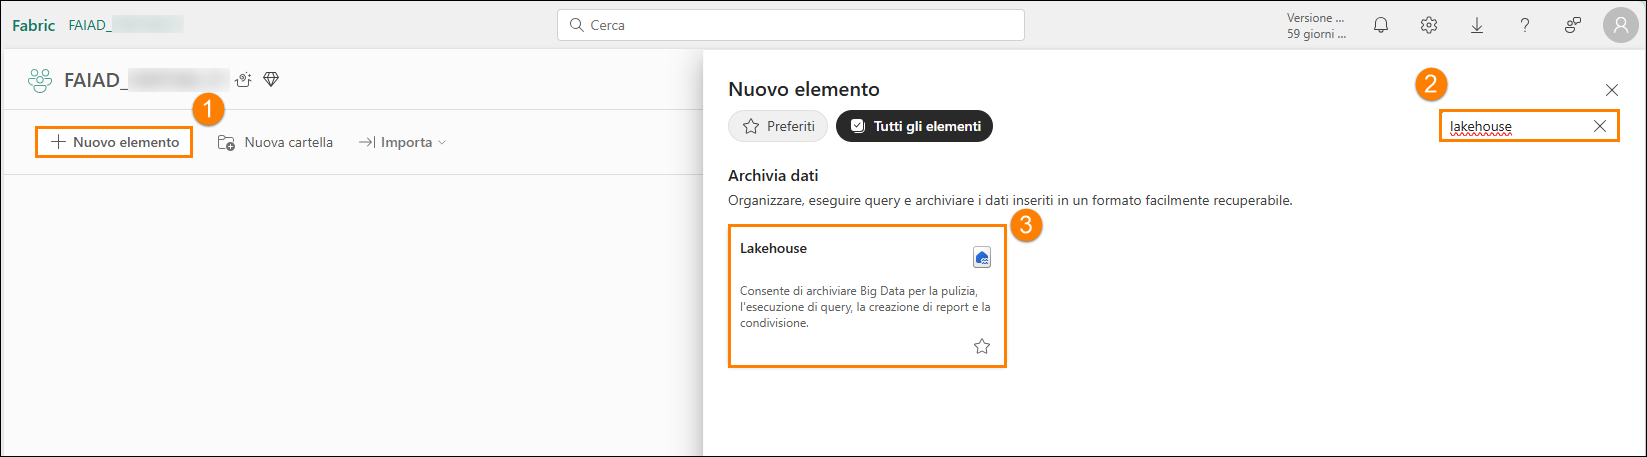 Fabric FAIAD_
Cerca
Versione ...
59 giorni ...
FAIAD_
1
+ Nuovo elemento
Nuova cartella
Importa
Nuovo elemento
2
Preferiti
Tutti gli elementi
lakehouse
Archivia dati
Organizzare, eseguire query e archiviare i dati inseriti in un formato facilmente recuperabile.
3
Lakehouse
Consente di archiviare Big Data per la pulizia,
l'esecuzione di query, la creazione di report e la
condivisione.